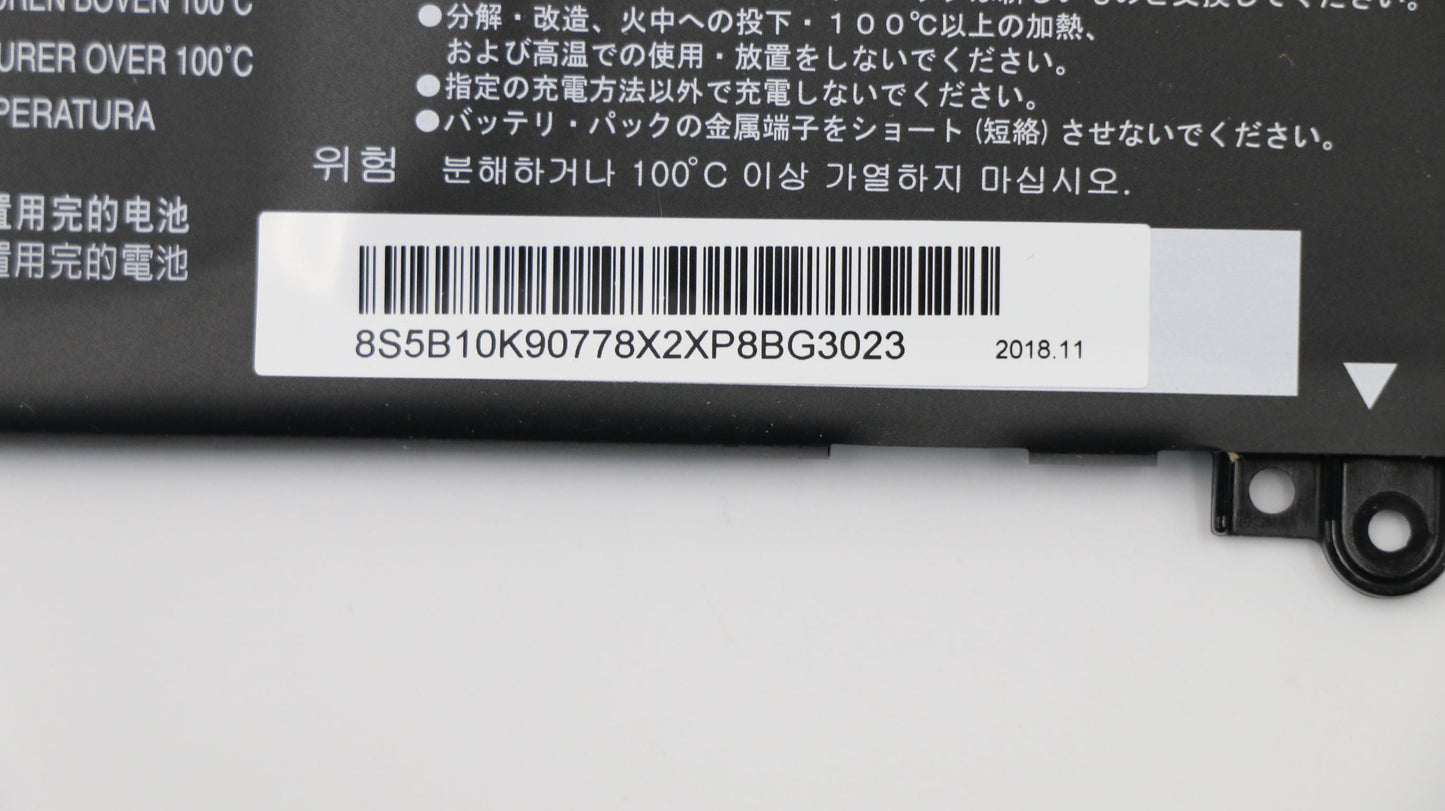 BOVEN 100°C
URER OVER 100°C
PERATURA
置用完的电池
置用完的電池
●分解・改造、火中への投下・１００℃以上の加熱、
および高温での使用・放置をしないでください。
●指定の充電方法以外で充電しないでください。
●バッテリ・パックの金属端子をショート (短絡) させないでください。
위험 분해하거나 100℃ 이상 가열하지 마십시오.
8S5B10K90778X2XP8BG3023 2018.11